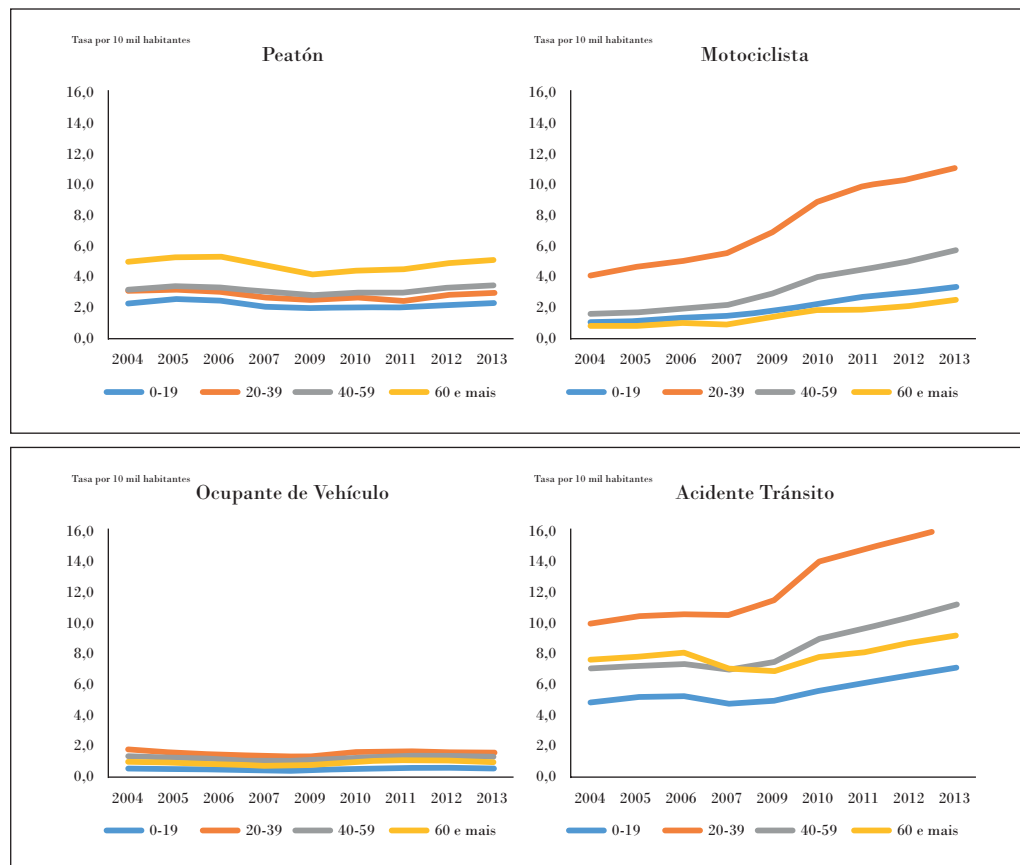 Tasa por 10 mil habitantes
Peatón
16,0
14,0
12,0
10,0
8,0
6,0
4,0
2,0
0,0
2004 2005 2006 2007 2009 2010 2011 2012 2013
0-19 20-39 40-59 60 e mais
Tasa por 10 mil habitantes
Motociclista
16,0
14,0
12,0
10,0
8,0
6,0
4,0
2,0
0,0
2004 2005 2006 2007 2009 2010 2011 2012 2013
0-19 20-39 40-59 60 e mais
Tasa por 10 mil habitantes
Ocupante de Vehículo
16,0
14,0
12,0
10,0
8,0
6,0
4,0
2,0
0,0
2004 2005 2006 2007 2009 2010 2011 2012 2013
0-19 20-39 40-59 60 e mais
Tasa por 10 mil habitantes
Acidente Tránsito
16,0
14,0
12,0
10,0
8,0
6,0
4,0
2,0
0,0
2004 2005 2006 2007 2009 2010 2011 2012 2013
0-19 20-39 40-59 60 e mais